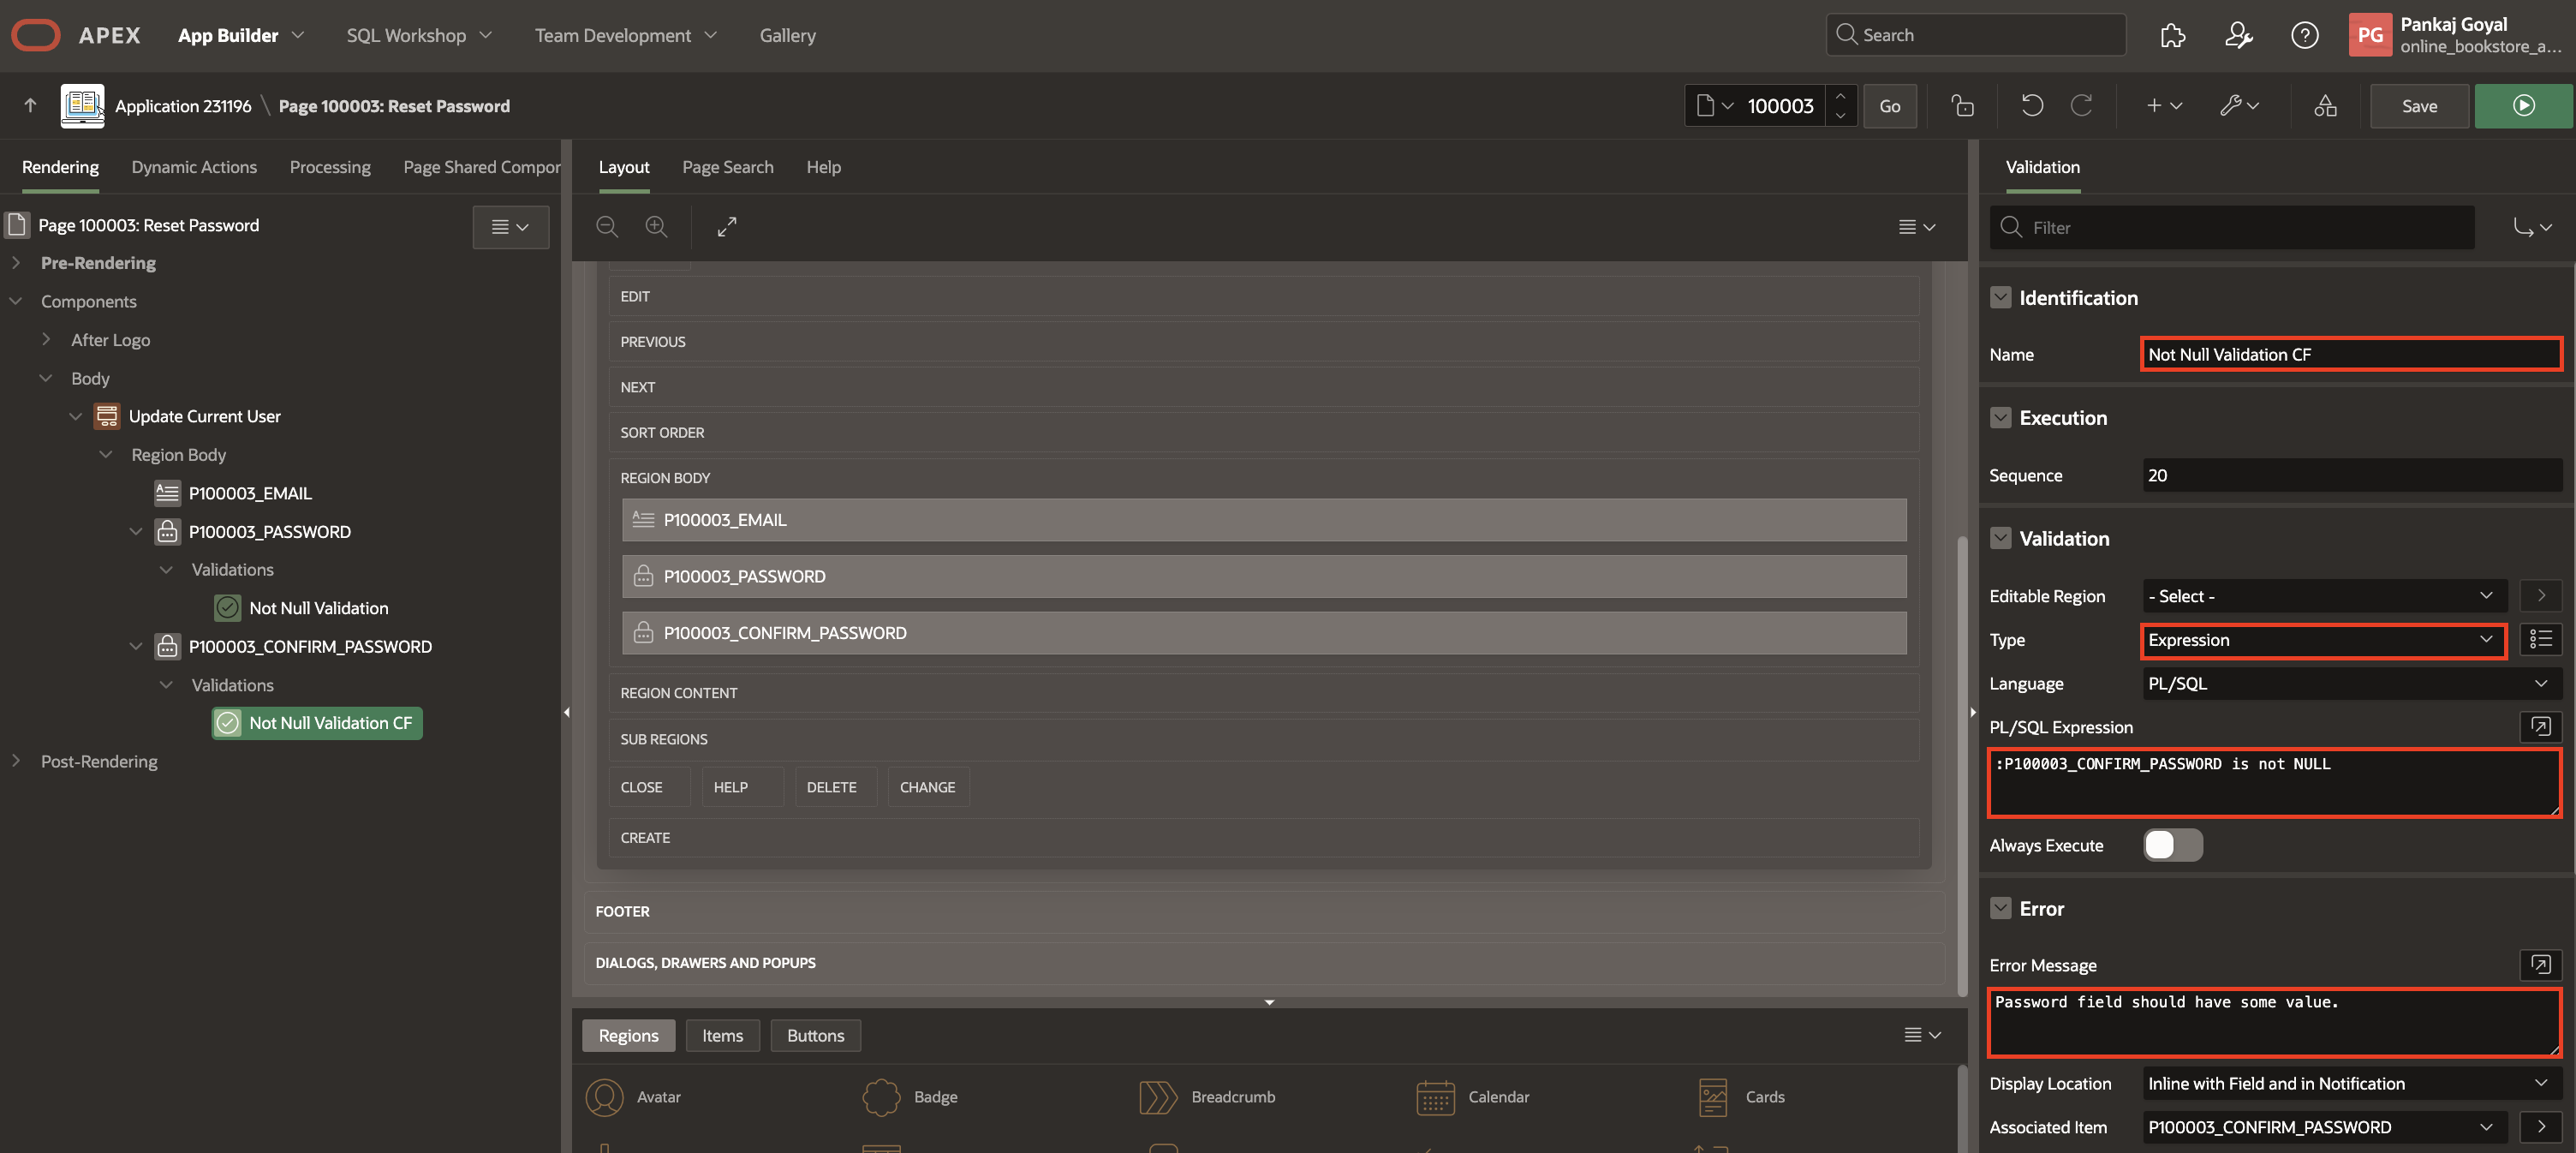 APEX App Builder SQL Workshop Team Development Gallery Search PG Pankaj Goyal
online_bookstore_a...
Application 231196 \ Page 100003: Reset Password 100003 Go Save
Rendering Dynamic Actions Processing Page Shared Compor
Page 100003: Reset Password
Pre-Rendering
Components
After Logo
Body
Update Current User
Region Body
P100003_EMAIL
P100003_PASSWORD
Validations
Not Null Validation
P100003_CONFIRM_PASSWORD
Validations
Not Null Validation CF
Post-Rendering
Layout Page Search Help
EDIT
PREVIOUS
NEXT
SORT ORDER
REGION BODY
P100003_EMAIL
P100003_PASSWORD
P100003_CONFIRM_PASSWORD
REGION CONTENT
SUB REGIONS
CLOSE HELP DELETE CHANGE
CREATE
FOOTER
DIALOGS, DRAWERS AND POPUPS
Regions Items Buttons
Avatar Badge Breadcrumb Calendar Cards
Validation
Filter
Identification
Name Not Null Validation CF
Execution
Sequence 20
Validation
Editable Region - Select -
Type Expression
Language PL/SQL
PL/SQL Expression
:P100003_CONFIRM_PASSWORD is not NULL
Always Execute
Error
Error Message
Password field should have some value.
Display Location Inline with Field and in Notification
Associated Item P100003_CONFIRM_PASSWORD